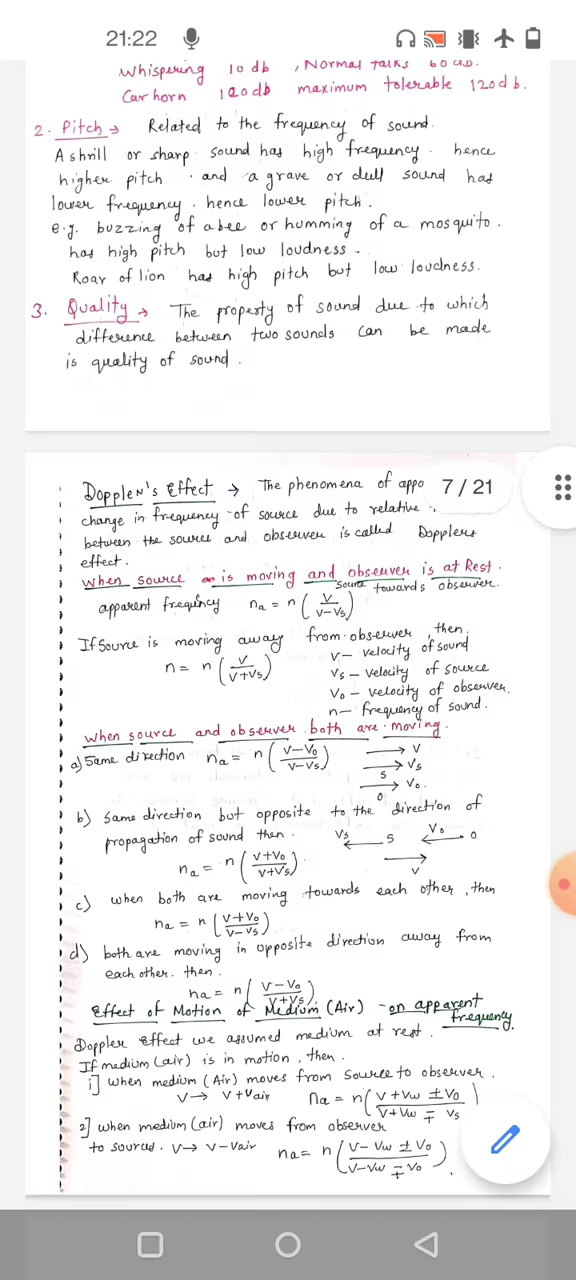 21:22
Whispering 10 db , Normal talks 60 db.
Car horn 120db maximum tolerable 120db.
2. Pitch → Related to the frequency of sound.
A shrill or sharp sound has high frequency. hence
higher pitch . and a grave or dull sound has
lower frequency. hence lower pitch.
e.g. buzzing of a bee or humming of a mosquito.
has high pitch but low loudness.
Roar of lion has high pitch but low loudness.
3. Quality → The property of sound due to which
difference between two sounds can be made
is quality of sound.
7 / 21
Doppler's Effect → The phenomena of
change in frequency of source due to relative
between the source and observer is called Dopplers
effect.
When source is moving and observer is at Rest.
source towards observer.
apparent frequency na = n (V / V-Vs)
If source is moving away from observer, then
n = n (V / V+Vs)
V- velocity of sound
Vs - velocity of source
Vo - velocity of observer.
n- frequency of sound.
When source and observer both are moving.
a) Same direction na = n (V-Vo / V-Vs)
→ V
→ Vs
S
→ Vo.
O
b) same direction but opposite to the direction of
propagation of sound then.
Vs ← S Vo ← O
→ V
na = n (V+Vo / V+Vs)
c) when both are moving towards each other, then
na = n (V+Vo / V-Vs)
d) both are moving in opposite direction away from
each other. then.
na = n (V-Vo / V+Vs)
Effect of Motion of Medium (Air) - on apparent
frequency.
Doppler Effect we assumed medium at rest.
If medium (air) is in motion, then.
1] when medium (Air) moves from source to observer.
V → V+Vair na = n (V+Vw ± Vo / V+Vw ∓ Vs)
2] when medium (air) moves from observer
to source. V → V-Vair na = n (V-Vw ± Vo / V-Vw ∓ Vo).